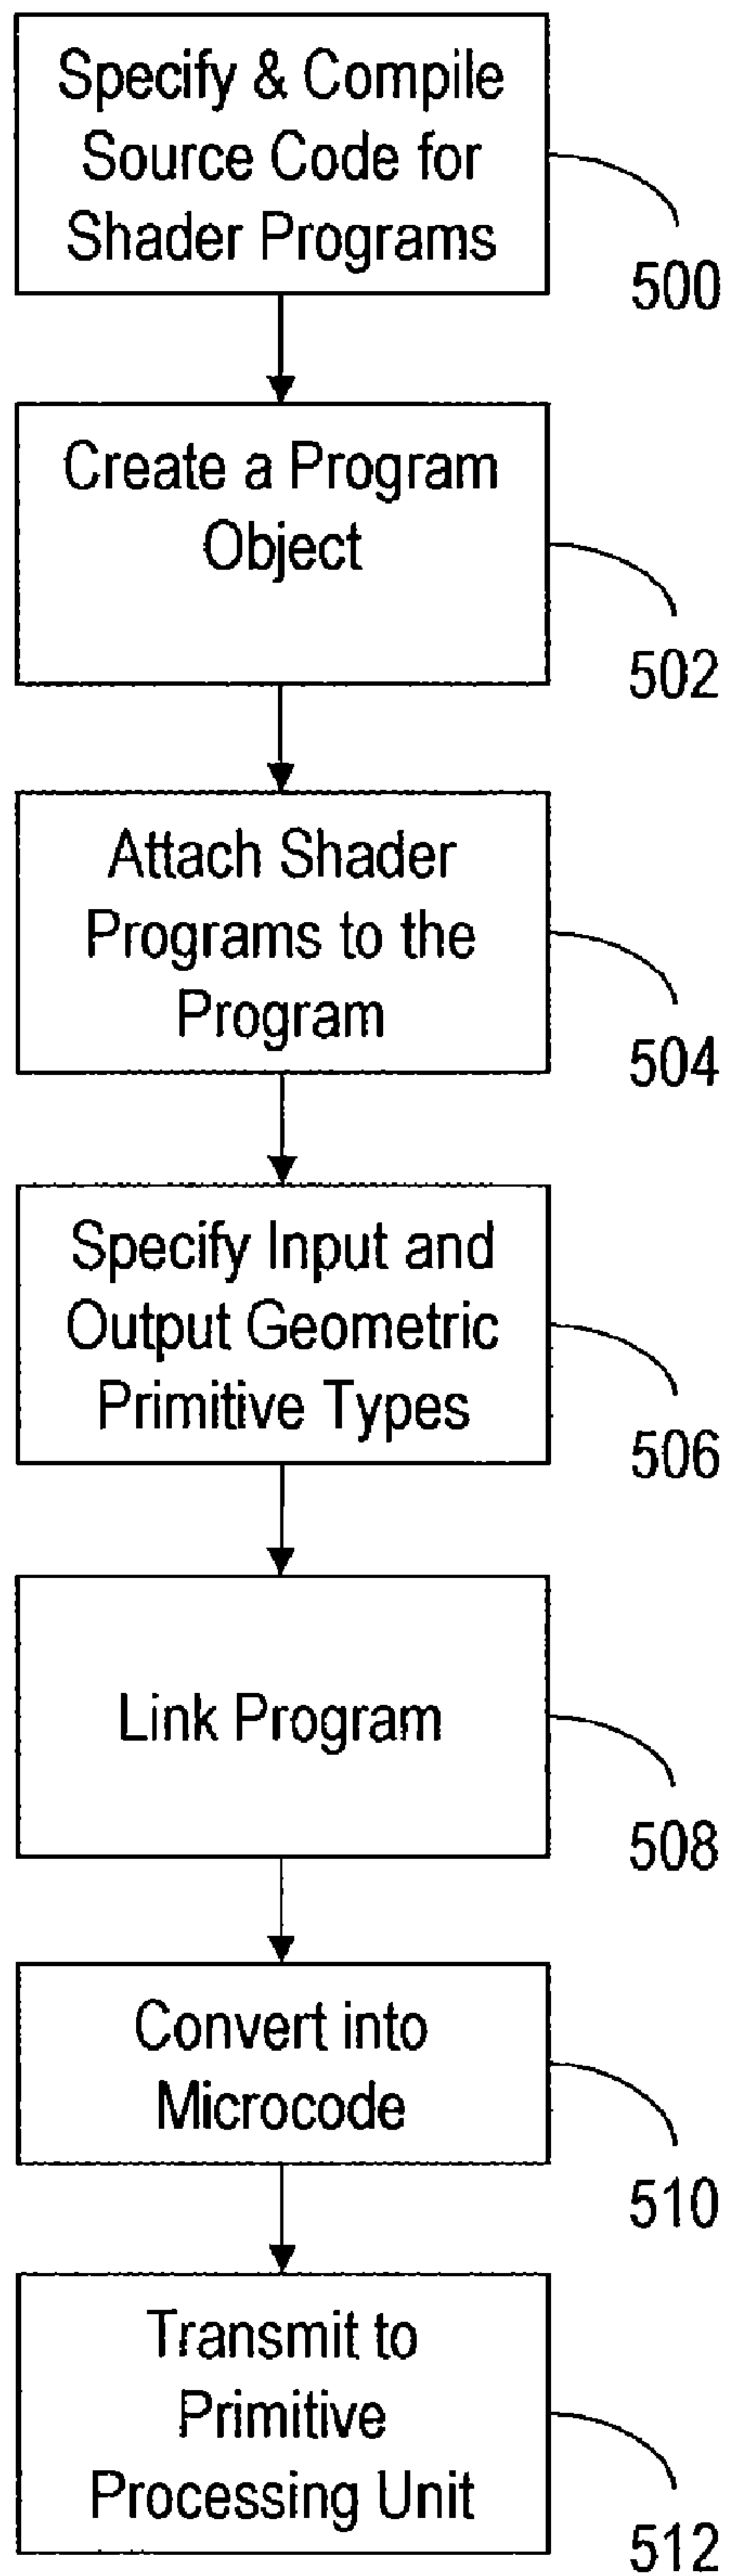 Specify & Compile
Source Code for
Shader Programs
500
Create a Program
Object
502
Attach Shader
Programs to the
Program
504
Specify Input and
Output Geometric
Primitive Types
506
Link Program
508
Convert into
Microcode
510
Transmit to
Primitive
Processing Unit
512